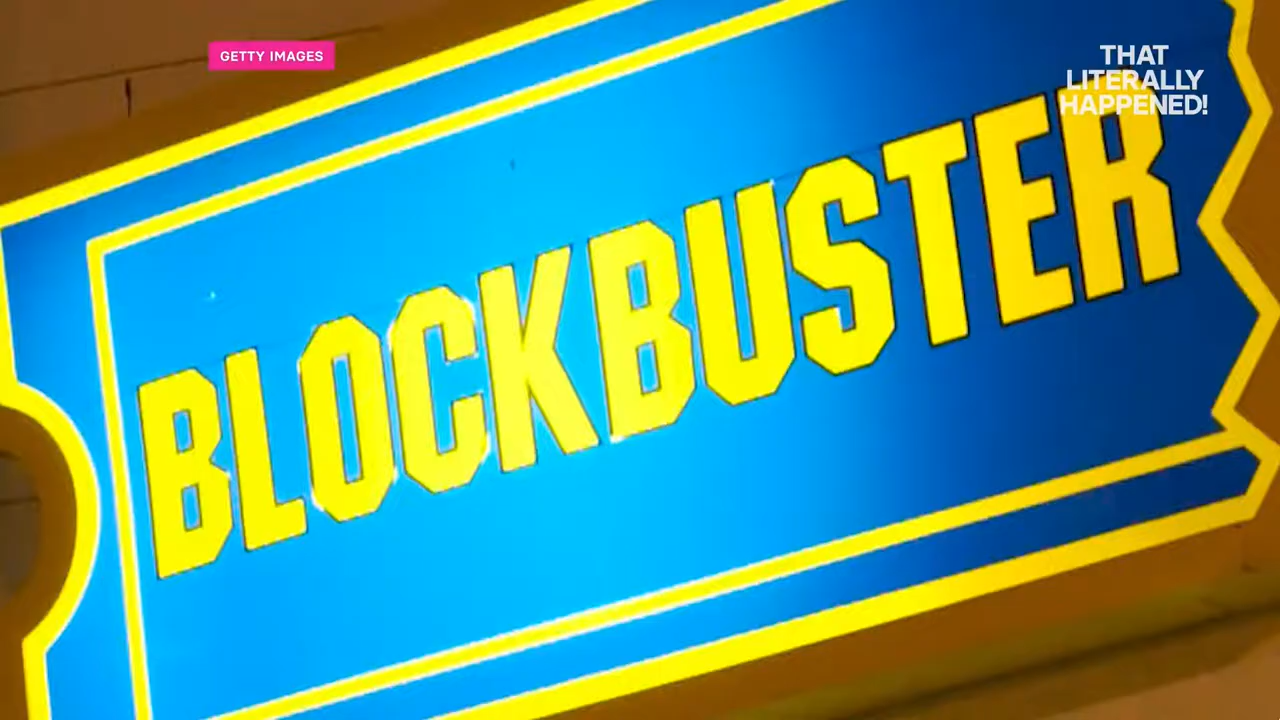 GETTY IMAGES
THAT
LITERALLY
HAPPENED!
BLOCKBUSTER